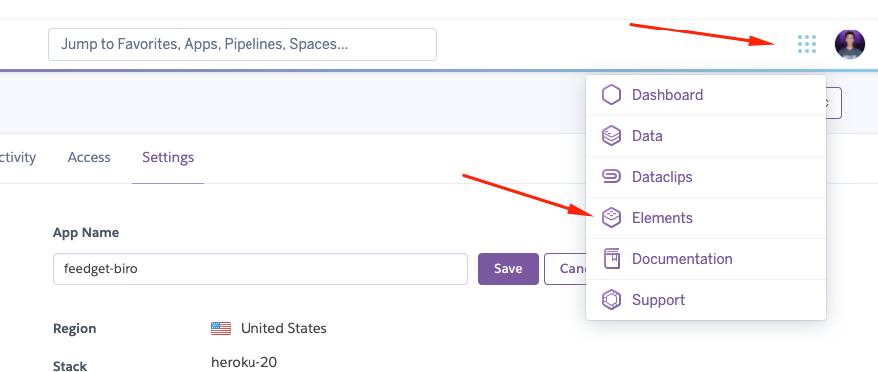 Jump to Favorites, Apps, Pipelines, Spaces...
Dashboard
Data
Dataclips
Elements
Documentation
Support
ctivity Access Settings
App Name
feedget-biro
Save Canc
Region United States
Stack heroku-20